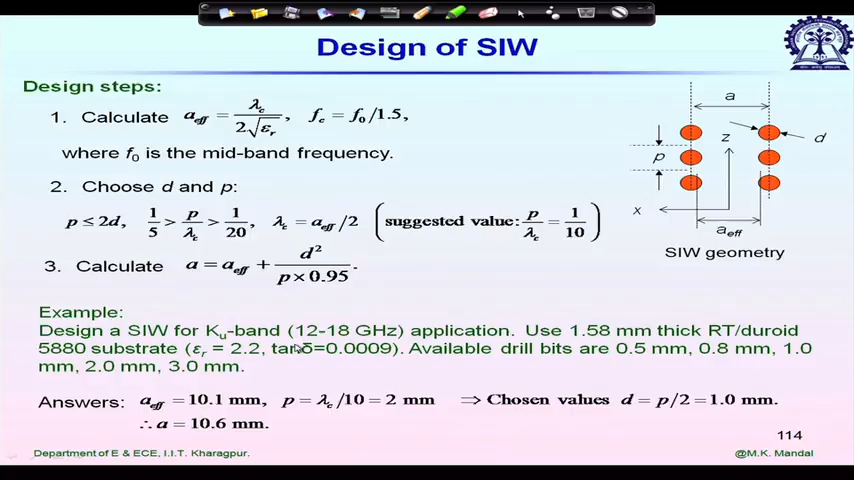 Design of SIW
Design steps:
1. Calculate a_eff = λ_c / 2√ε_r , f_c = f_0/1.5,
where f0 is the mid-band frequency.
2. Choose d and p:
p ≤ 2d, 1/5 > p/λ_c > 1/20, λ_c = a_eff/2 (suggested value: p/λ_c = 1/10)
3. Calculate a = a_eff + d²/(p×0.95).
a
d
z
p
x
a_eff
SIW geometry
Example:
Design a SIW for Ku-band (12-18 GHz) application. Use 1.58 mm thick RT/duroid
5880 substrate (εr = 2.2, tanδ=0.0009). Available drill bits are 0.5 mm, 0.8 mm, 1.0
mm, 2.0 mm, 3.0 mm.
Answers: a_eff = 10.1 mm, p = λ_c/10 = 2 mm ⇒ Chosen values d = p/2 = 1.0 mm.
∴ a = 10.6 mm.
114
Department of E & ECE, I.I.T. Kharagpur.
@M.K. Mandal